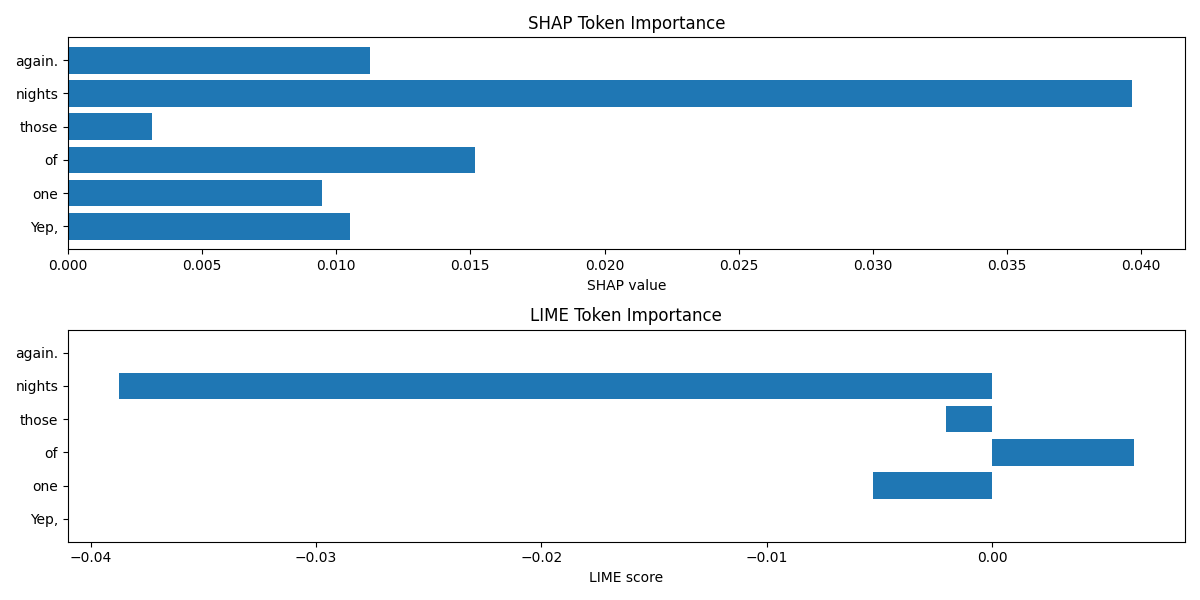 SHAP Token Importance
again.
nights
those
of
one
Yep,
0.000 0.005 0.010 0.015 0.020 0.025 0.030 0.035 0.040
SHAP value
LIME Token Importance
again.
nights
those
of
one
Yep,
−0.04 −0.03 −0.02 −0.01 0.00
LIME score